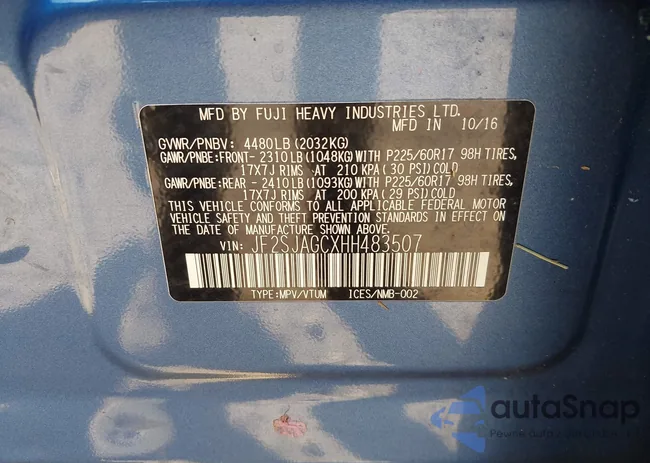 MFD BY FUJI HEAVY INDUSTRIES LTD.
MFD IN 10/16
GVWR/PNBV: 4480LB(2032KG)
GAWR/PNBE:FRONT- 2310LB(1048KG)WITH P225/60R17 98H TIRES,
17X7J RIMS AT 210 KPA(30 PSI)COLD
GAWR/PNBE:REAR - 2410LB(1093KG)WITH P225/60R17 98H TIRES,
17X7J RIMS AT 200 KPA(29 PSI)COLD
THIS VEHICLE CONFORMS TO ALL APPLICABLE FEDERAL MOTOR
VEHICLE SAFETY AND THEFT PREVENTION STANDARDS IN EFFECT ON
THE DATE OF MANUFACTURE SHOWN ABOVE.
VIN: JF2SJAGCXHH483507
TYPE:MPV/VTUM ICES/NMB-002
autaSnap